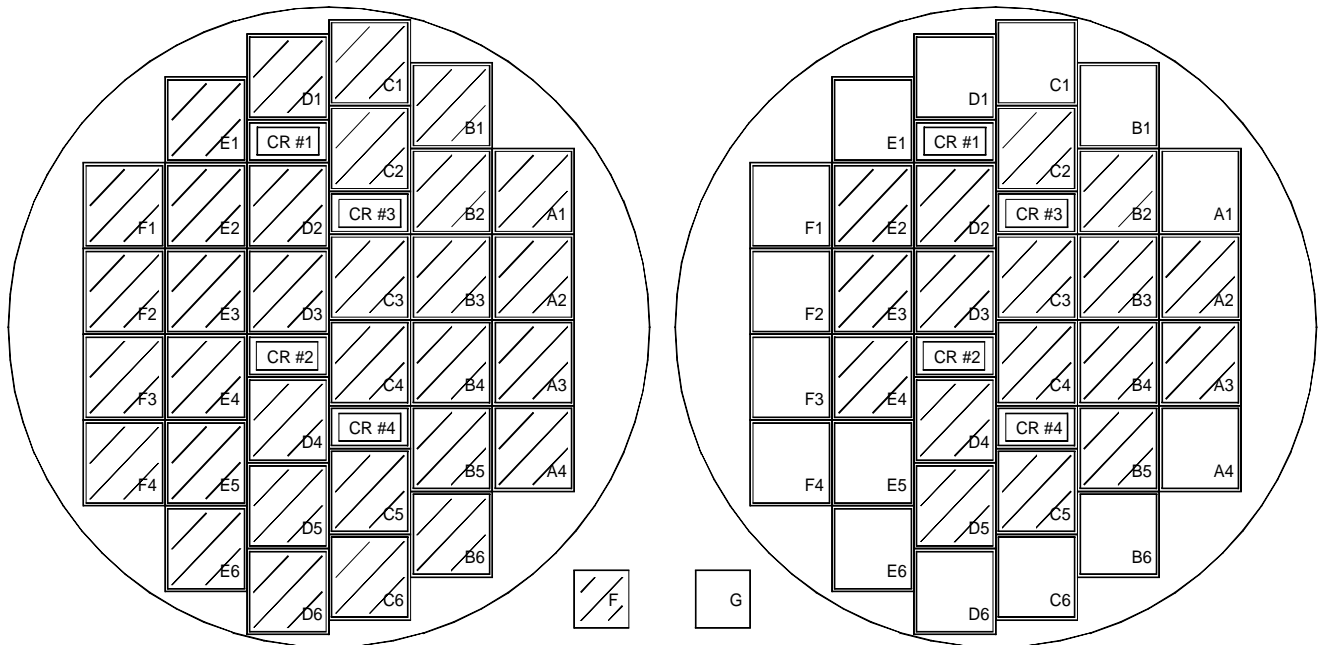 C1 C1
D1 D1
B1 B1
E1 CR #1 E1 CR #1
C2 C2
CR #3 CR #3
B2 A1 B2 A1
F1 E2 D2 F1 E2 D2
C3 B3 A2 C3 B3 A2
F2 E3 D3 F2 E3 D3
CR #2 CR #2
C4 B4 A3 C4 B4 A3
F3 E4 F3 E4
CR #4 CR #4
D4 D4
B5 A4 B5 A4
F4 E5 F4 E5
C5 C5
D5 D5
B6 B6
E6 E6
C6 F G C6
D6 D6